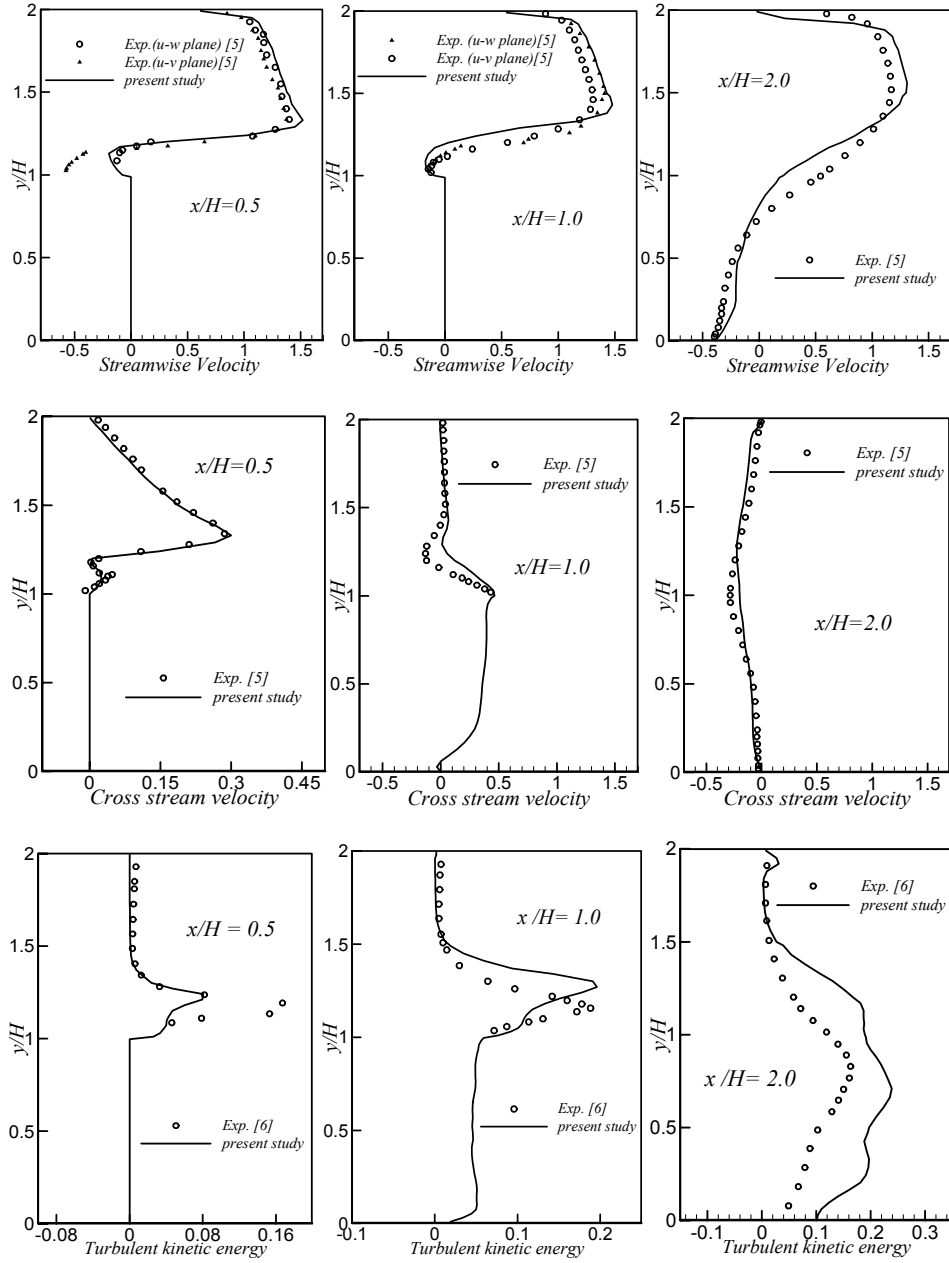 2
1.5
1
0.5
0
y/H
Exp.(u-w plane) [5]
Exp.(u-v plane)[5]
present study
x/H=0.5
-0.5 0 0.5 1 1.5
Streamwise Velocity
2
1.5
1
0.5
0
y/H
Exp.(u-w plane)[5]
Exp.(u-v plane)[5]
present study
x/H=1.0
-0.5 0 0.5 1 1.5
Streamwise Velocity
2
1.5
1
0.5
0
y/H
x/H=2.0
Exp. [5]
present study
-0.5 0 0.5 1 1.5
Streamwise Velocity
2
1.5
1
0.5
0
y/H
x/H=0.5
Exp. [5]
present study
0 0.15 0.3 0.45
Cross stream velocity
2
1.5
1
0.5
0
y/H
Exp. [5]
present study
x/H=1.0
-0.5 0 0.5 1 1.5
Cross stream velocity
2
1.5
1
0.5
0
y/H
Exp. [5]
present study
x/H=2.0
-0.5 0 0.5 1 1.5
Cross stream velocity
2
1.5
1
0.5
0
y/H
x/H = 0.5
Exp. [6]
present study
-0.08 0 0.08 0.16
Turbulent kinetic energy
2
1.5
1
0.5
0
y/H
x /H= 1.0
Exp. [6]
present study
-0.1 0 0.1 0.2
Turbulent kinetic energy
2
1.5
1
0.5
0
y/H
Exp. [6]
present study
x /H= 2.0
-0.1 0 0.1 0.2 0.3
Turbulent kinetic energy